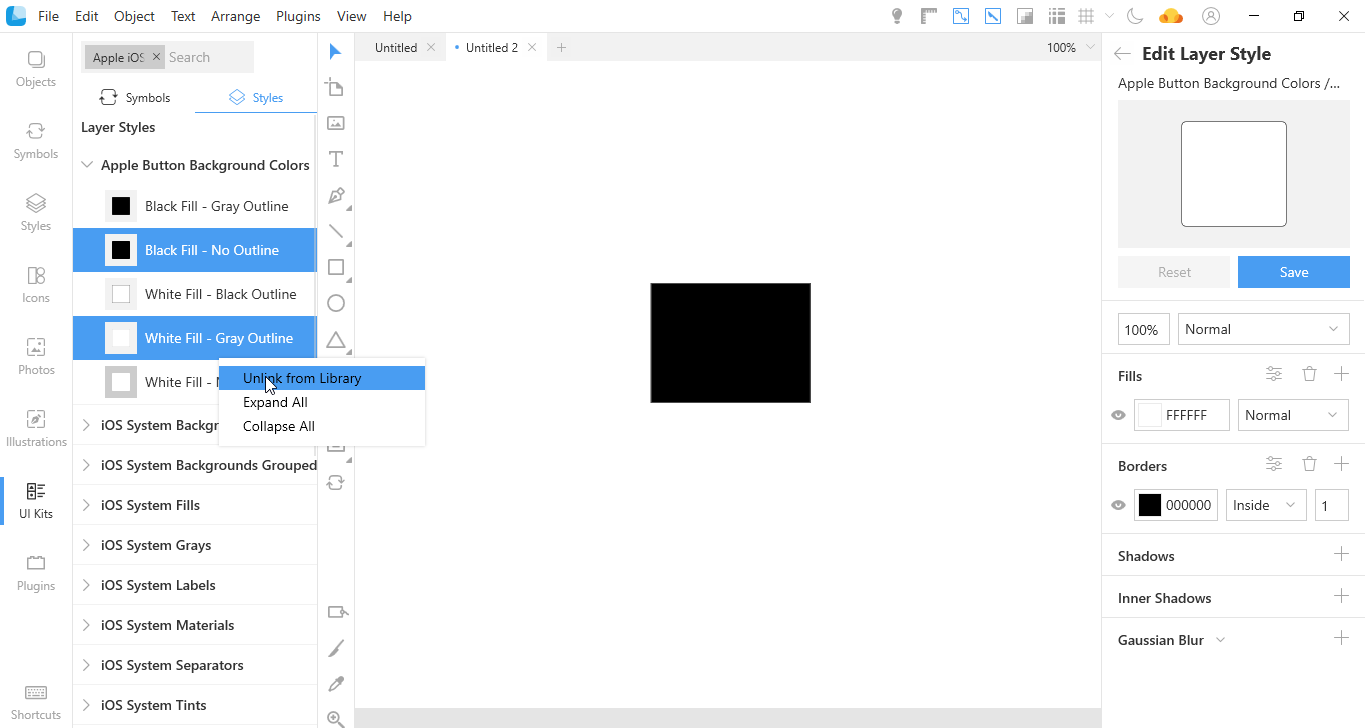 File Edit Object Text Arrange Plugins View Help
Objects
Symbols
Styles
Icons
Photos
Illustrations
UI Kits
Plugins
Shortcuts
Apple iOS Search
Symbols Styles
Layer Styles
Apple Button Background Colors
Black Fill - Gray Outline
Black Fill - No Outline
White Fill - Black Outline
White Fill - Gray Outline
White Fill -
iOS System Backgr
iOS System Backgrounds Grouped
iOS System Fills
iOS System Grays
iOS System Labels
iOS System Materials
iOS System Separators
iOS System Tints
Unlink from Library
Expand All
Collapse All
Untitled Untitled 2 100%
Edit Layer Style
Apple Button Background Colors /...
Reset Save
100% Normal
Fills
FFFFFF Normal
Borders
000000 Inside 1
Shadows
Inner Shadows
Gaussian Blur